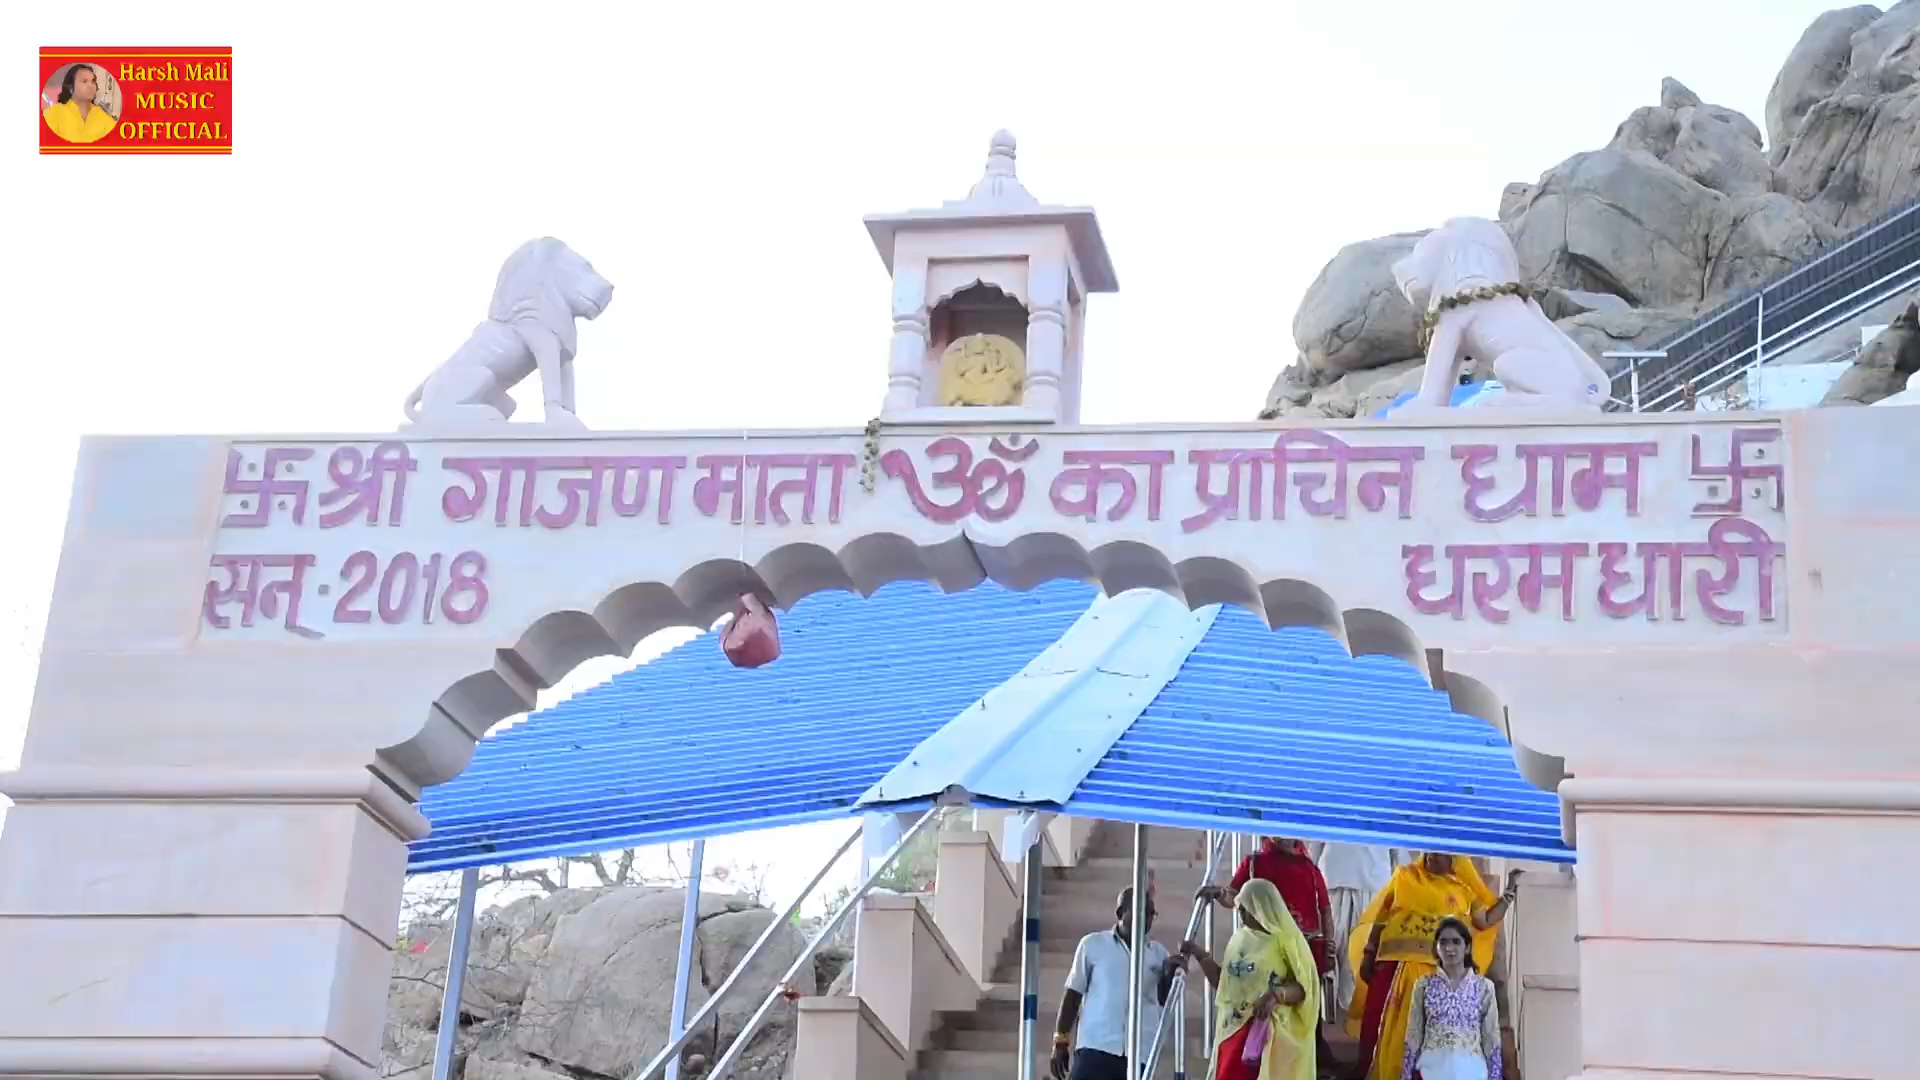 Harsh Mali
MUSIC
OFFICIAL
卐 श्री गाजण माता ॐ का प्राचिन धाम 卐
सन् · 2018
धरम धारी